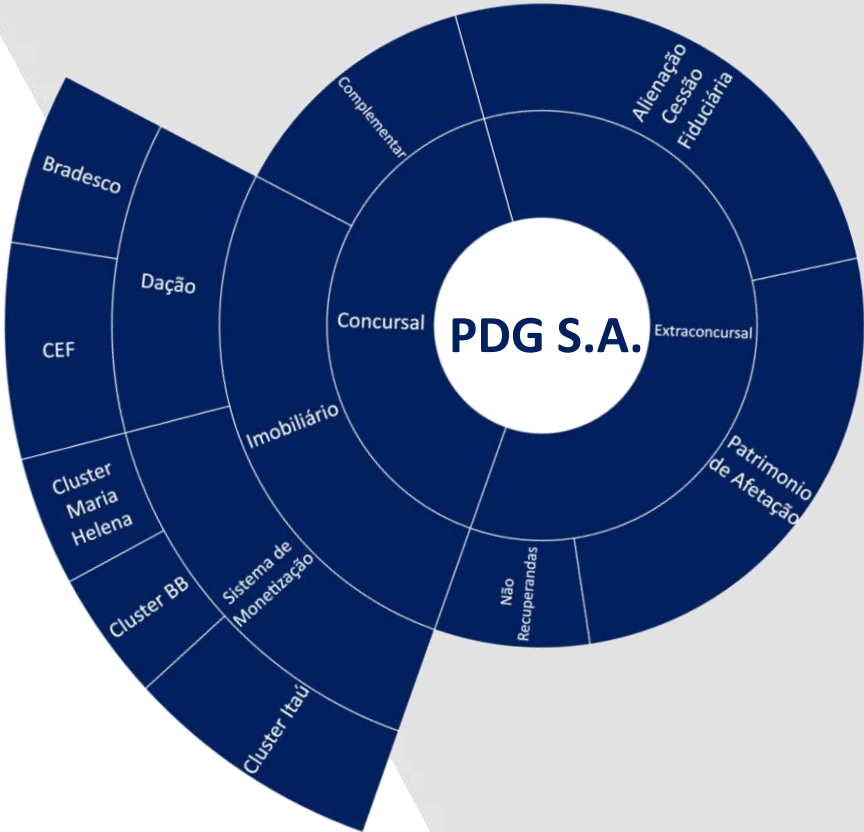 PDG S.A.
Concursal
Extraconcursal
Complementar
Imobiliário
Dação
Bradesco
CEF
Sistema de
Monetização
Cluster
Maria
Helena
Cluster BB
Cluster Itaú
Alienação
Cessão
Fiduciária
Patrimonio
de Afetação
Não
Recuperandas